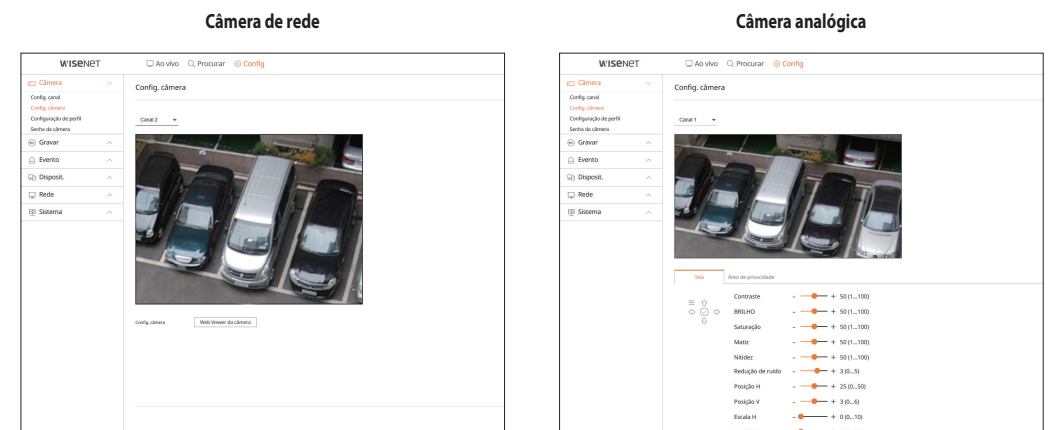 Câmera de rede
WISENET
Ao vivo Procurar Config
Câmera
Config. canal
Config. câmera
Configuração de perfil
Senha da câmera
Gravar
Evento
Disposit.
Rede
Sistema
Config. câmera
Canal 2
Config. câmera Web Viewer da câmera
Câmera analógica
WISENET
Ao vivo Procurar Config
Câmera
Config. canal
Config. câmera
Configuração de perfil
Senha da câmera
Gravar
Evento
Disposit.
Rede
Sistema
Config. câmera
Canal 1
Tela Área de privacidade
Contraste - + 50 (1...100)
BRILHO - + 50 (1...100)
Saturação - + 50 (1...100)
Matiz - + 50 (1...100)
Nitidez - + 50 (1...100)
Redução de ruído - + 3 (0...5)
Posição H - + 25 (0...50)
Posição V - + 3 (0...6)
Escala H - + 0 (0...10)